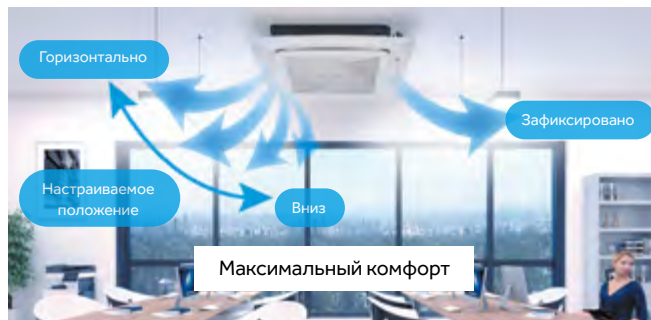 Горизонтально
Зафиксировано
Настраиваемое
положение
Вниз
Максимальный комфорт